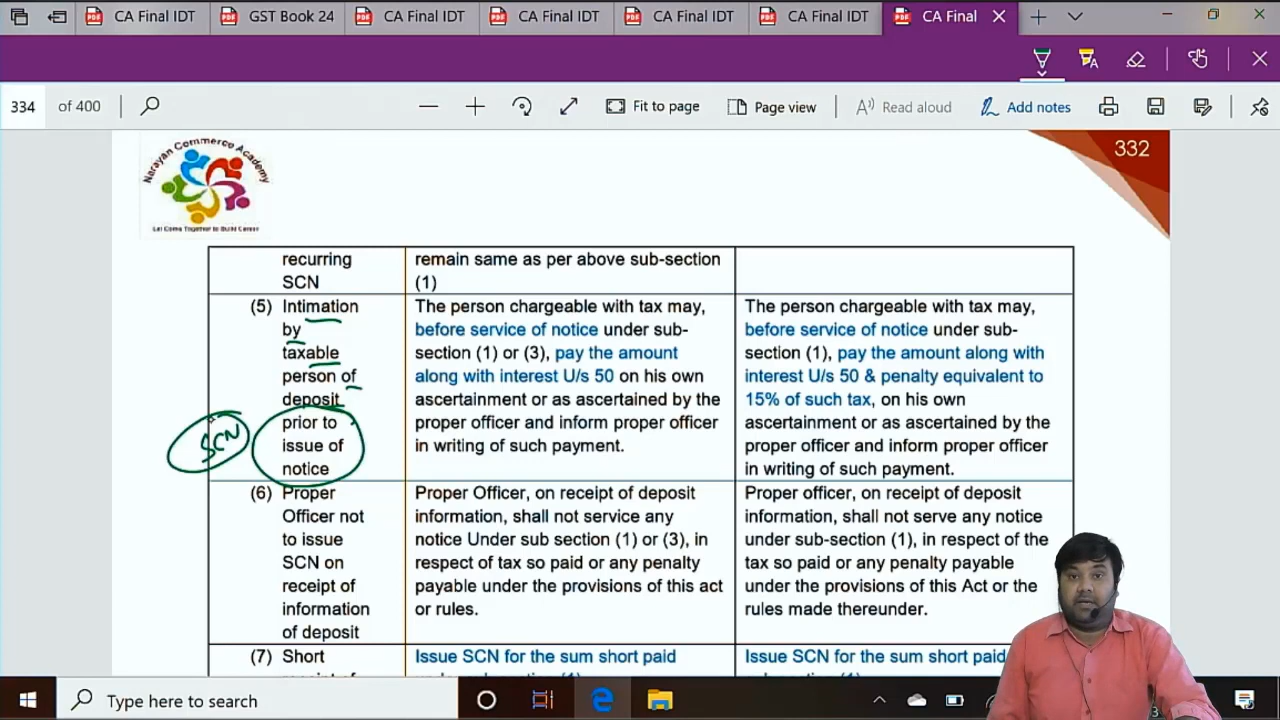 CA Final IDT
GST Book 24
CA Final IDT
CA Final IDT
CA Final IDT
CA Final IDT
CA Final
334 of 400
Fit to page
Page view
Read aloud
Add notes
Narayan Commerce Academy
Let Come Together to Build Career
332
recurring SCN
remain same as per above sub-section (1)
(5) Intimation by taxable person of deposit prior to issue of notice
SCN
The person chargeable with tax may,
before service of notice under sub-
section (1) or (3), pay the amount
along with interest U/s 50 on his own
ascertainment or as ascertained by the
proper officer and inform proper officer
in writing of such payment.
The person chargeable with tax may,
before service of notice under sub-
section (1), pay the amount along with
interest U/s 50 & penalty equivalent to
15% of such tax, on his own
ascertainment or as ascertained by the
proper officer and inform proper officer
in writing of such payment.
(6) Proper
Officer not
to issue
SCN on
receipt of
information
of deposit
Proper Officer, on receipt of deposit
information, shall not service any
notice Under sub section (1) or (3), in
respect of tax so paid or any penalty
payable under the provisions of this act
or rules.
Proper officer, on receipt of deposit
information, shall not serve any notice
under sub-section (1), in respect of the
tax so paid or any penalty payable
under the provisions of this Act or the
rules made thereunder.
(7) Short
Issue SCN for the sum short paid
Issue SCN for the sum short paid
Type here to search